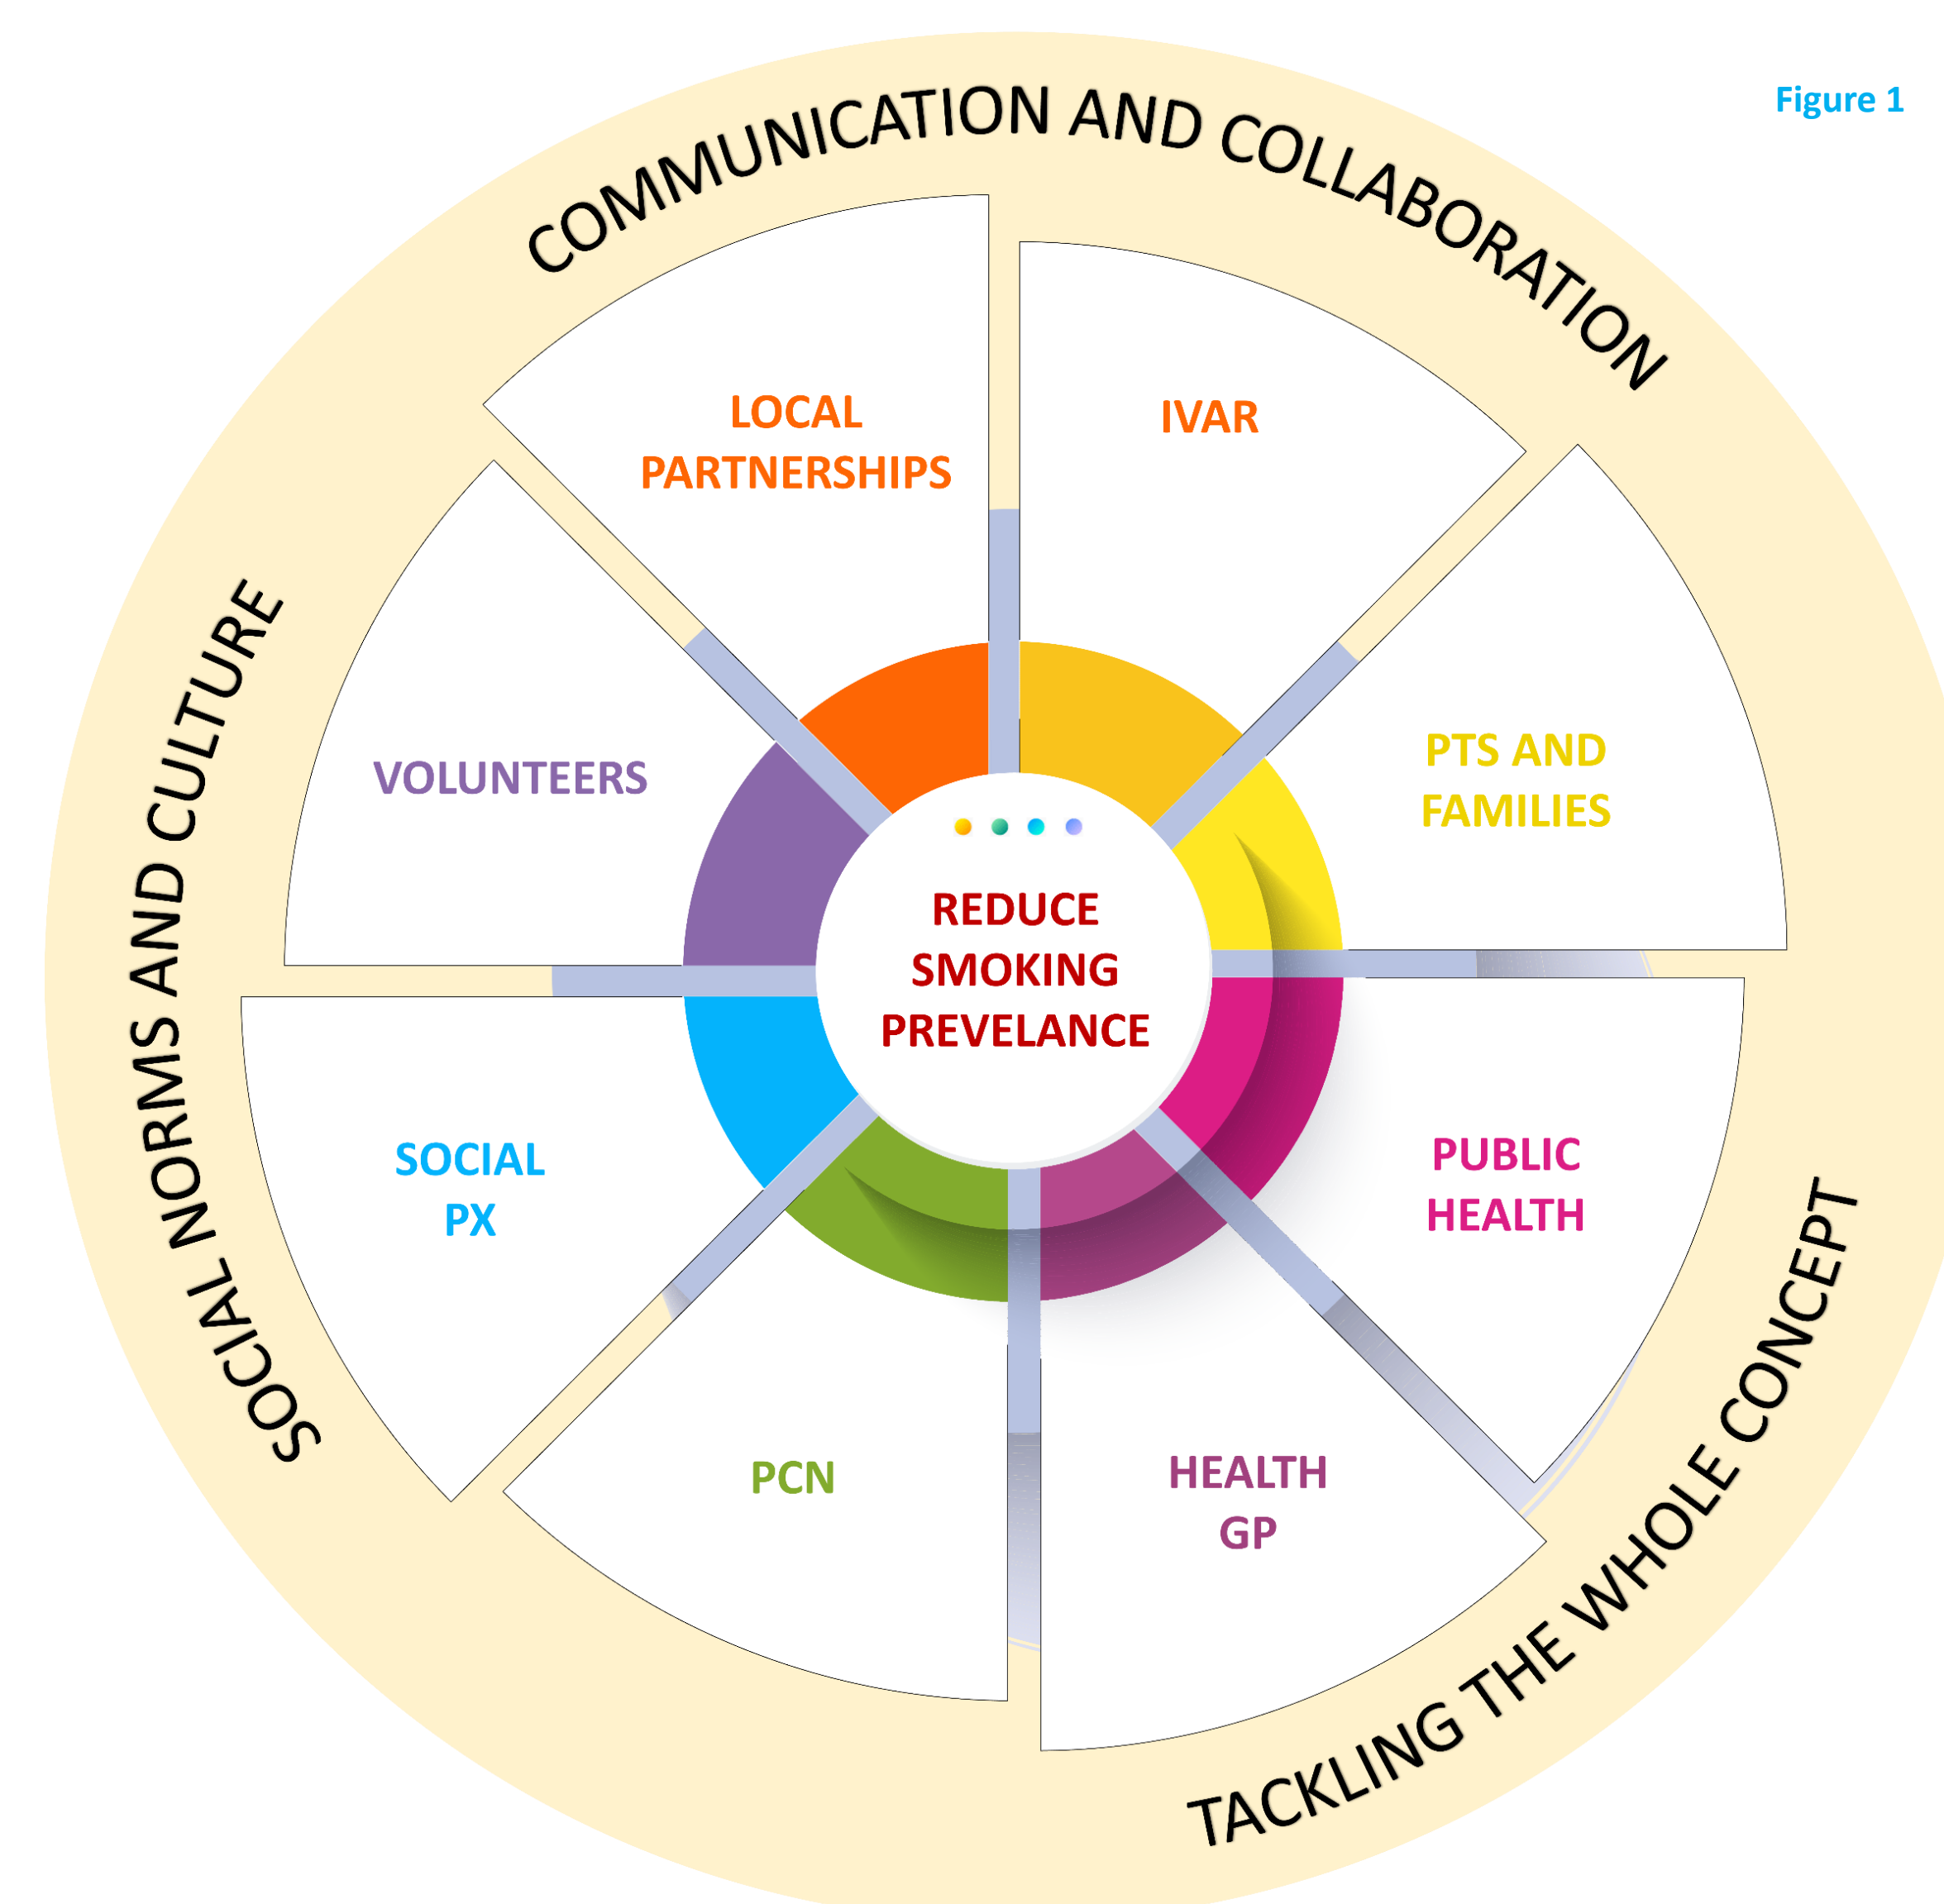 Figure 1
COMMUNICATION AND COLLABORATION
LOCAL
PARTNERSHIPS
IVAR
PTS AND
FAMILIES
VOLUNTEERS
REDUCE
SMOKING
PREVELANCE
SOCIAL NORMS AND CULTURE
SOCIAL
PX
PUBLIC
HEALTH
PCN
HEALTH
GP
TACKLING THE WHOLE CONCEPT